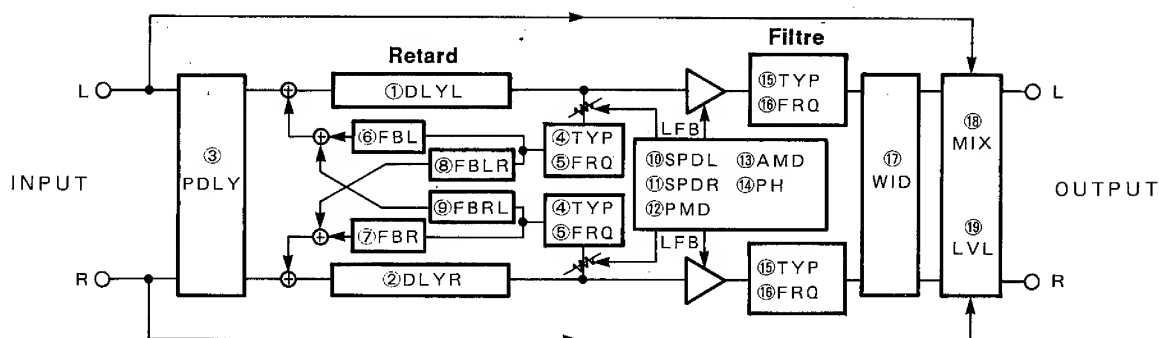 Retard
Filtre
L
①DLYL
⑮TYP
⑯FRQ
L
⑥FBL
④TYP
⑤FRQ
LFB
⑧FBLR
③
PDLY
⑩SPDL ⑬AMD
⑪SPDR ⑭PH
⑫PMD
⑰
WID
⑱
MIX
INPUT
OUTPUT
⑨FBRL
④TYP
⑤FRQ
⑦FBR
LFB
⑲
LVL
R
②DLYR
⑮TYP
⑯FRQ
R